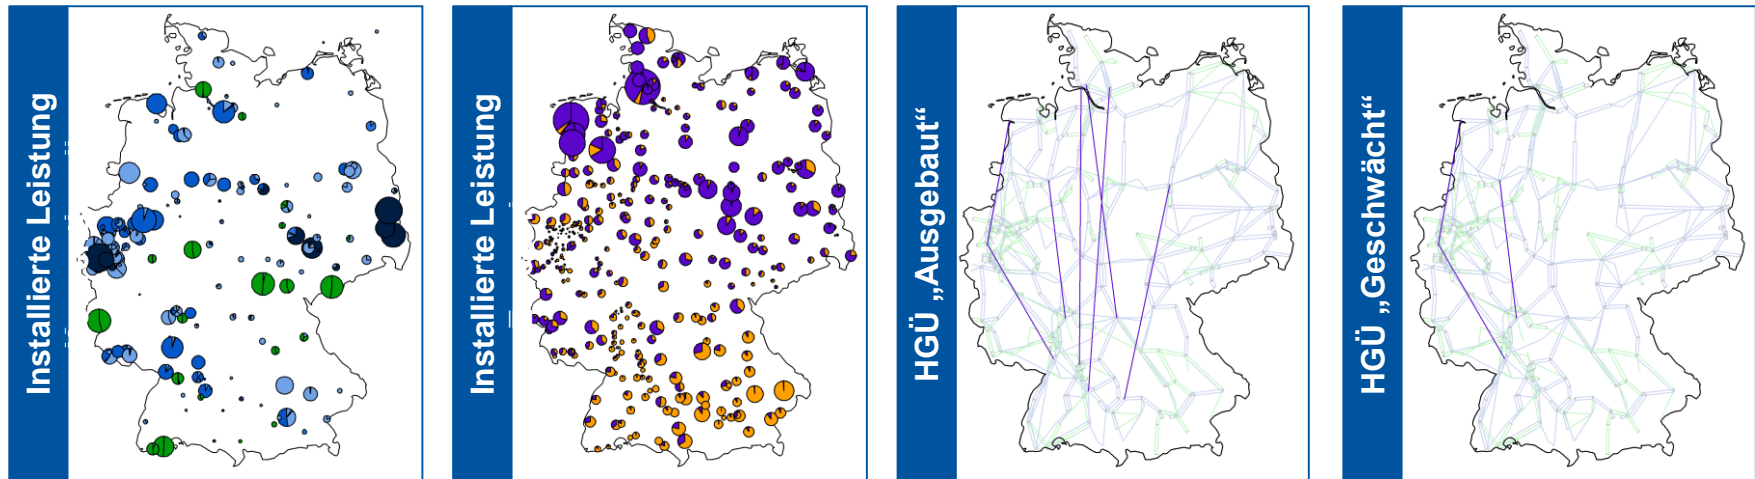 Installierte Leistung
Installierte Leistung
HGÜ „Ausgebaut“
HGÜ „Geschwächt“